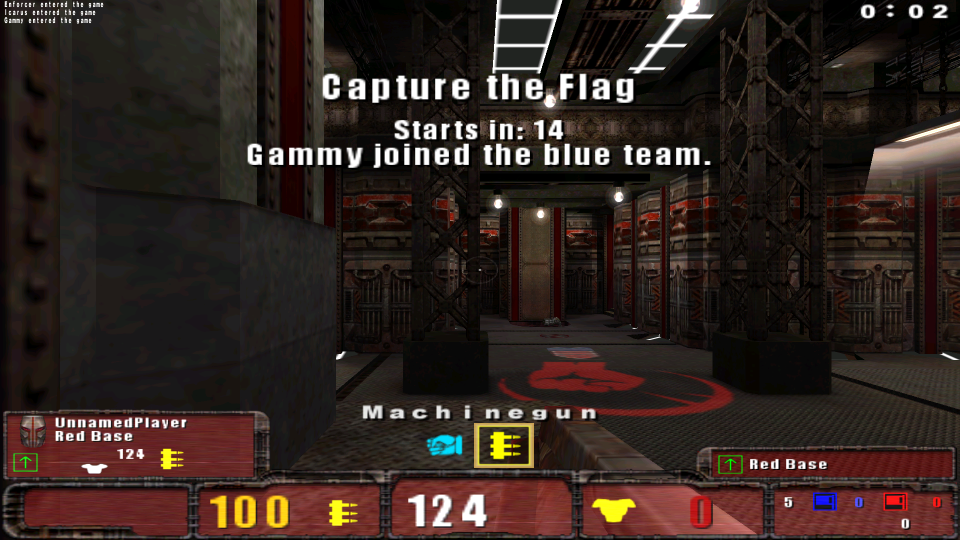 Enforcer entered the game
Icarus entered the game
Gammy entered the game
0:02
Capture the Flag
Starts in: 14
Gammy joined the blue team.
Machinegun
UnnamedPlayer
Red Base
124
Red Base
100
124
0
5
0
0
0